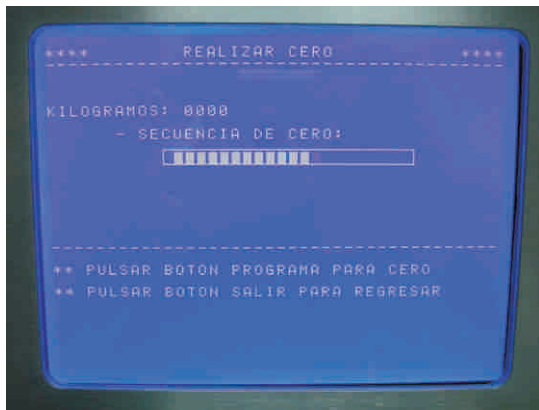 **** REALIZAR CERO ****
KILOGRAMOS: 0000
- SECUENCIA DE CERO:
** PULSAR BOTON PROGRAMA PARA CERO
** PULSAR BOTON SALIR PARA REGRESAR